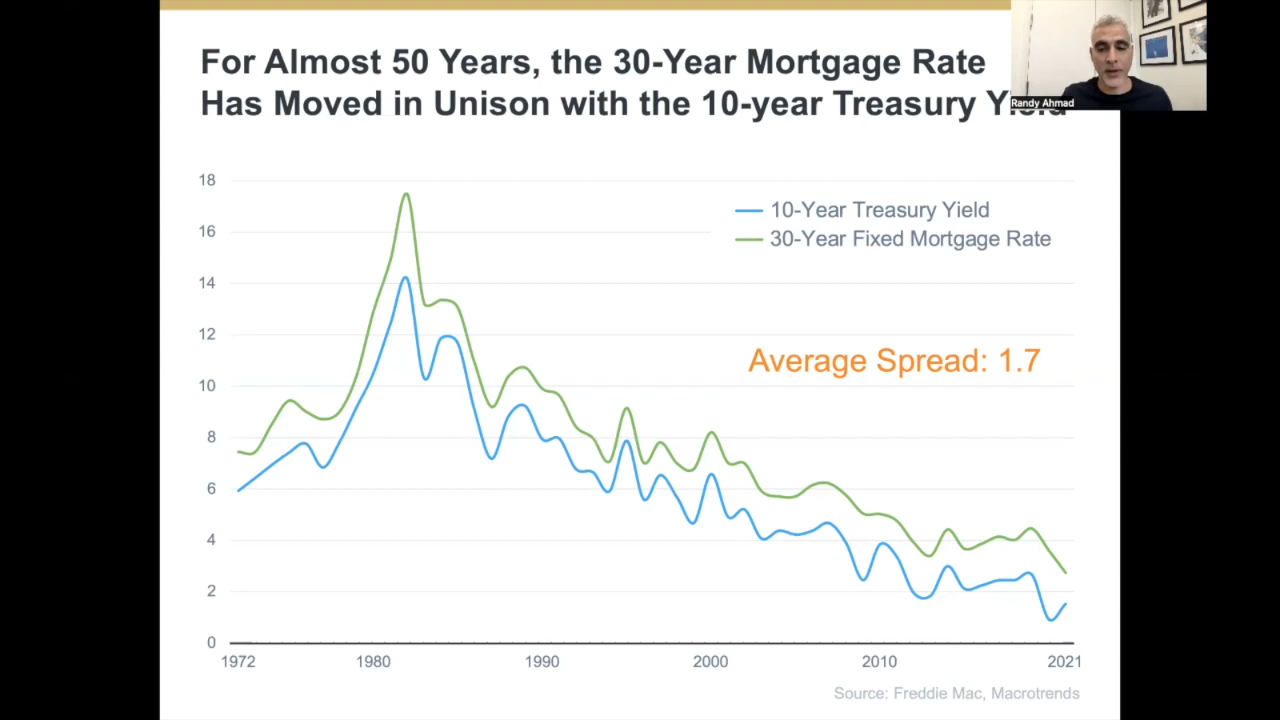 For Almost 50 Years, the 30-Year Mortgage Rate
Has Moved in Unison with the 10-year Treasury Yield
Randy Ahmad
18
16
14
12
10
8
6
4
2
0
10-Year Treasury Yield
30-Year Fixed Mortgage Rate
Average Spread: 1.7
1972 1980 1990 2000 2010 2021
Source: Freddie Mac, Macrotrends